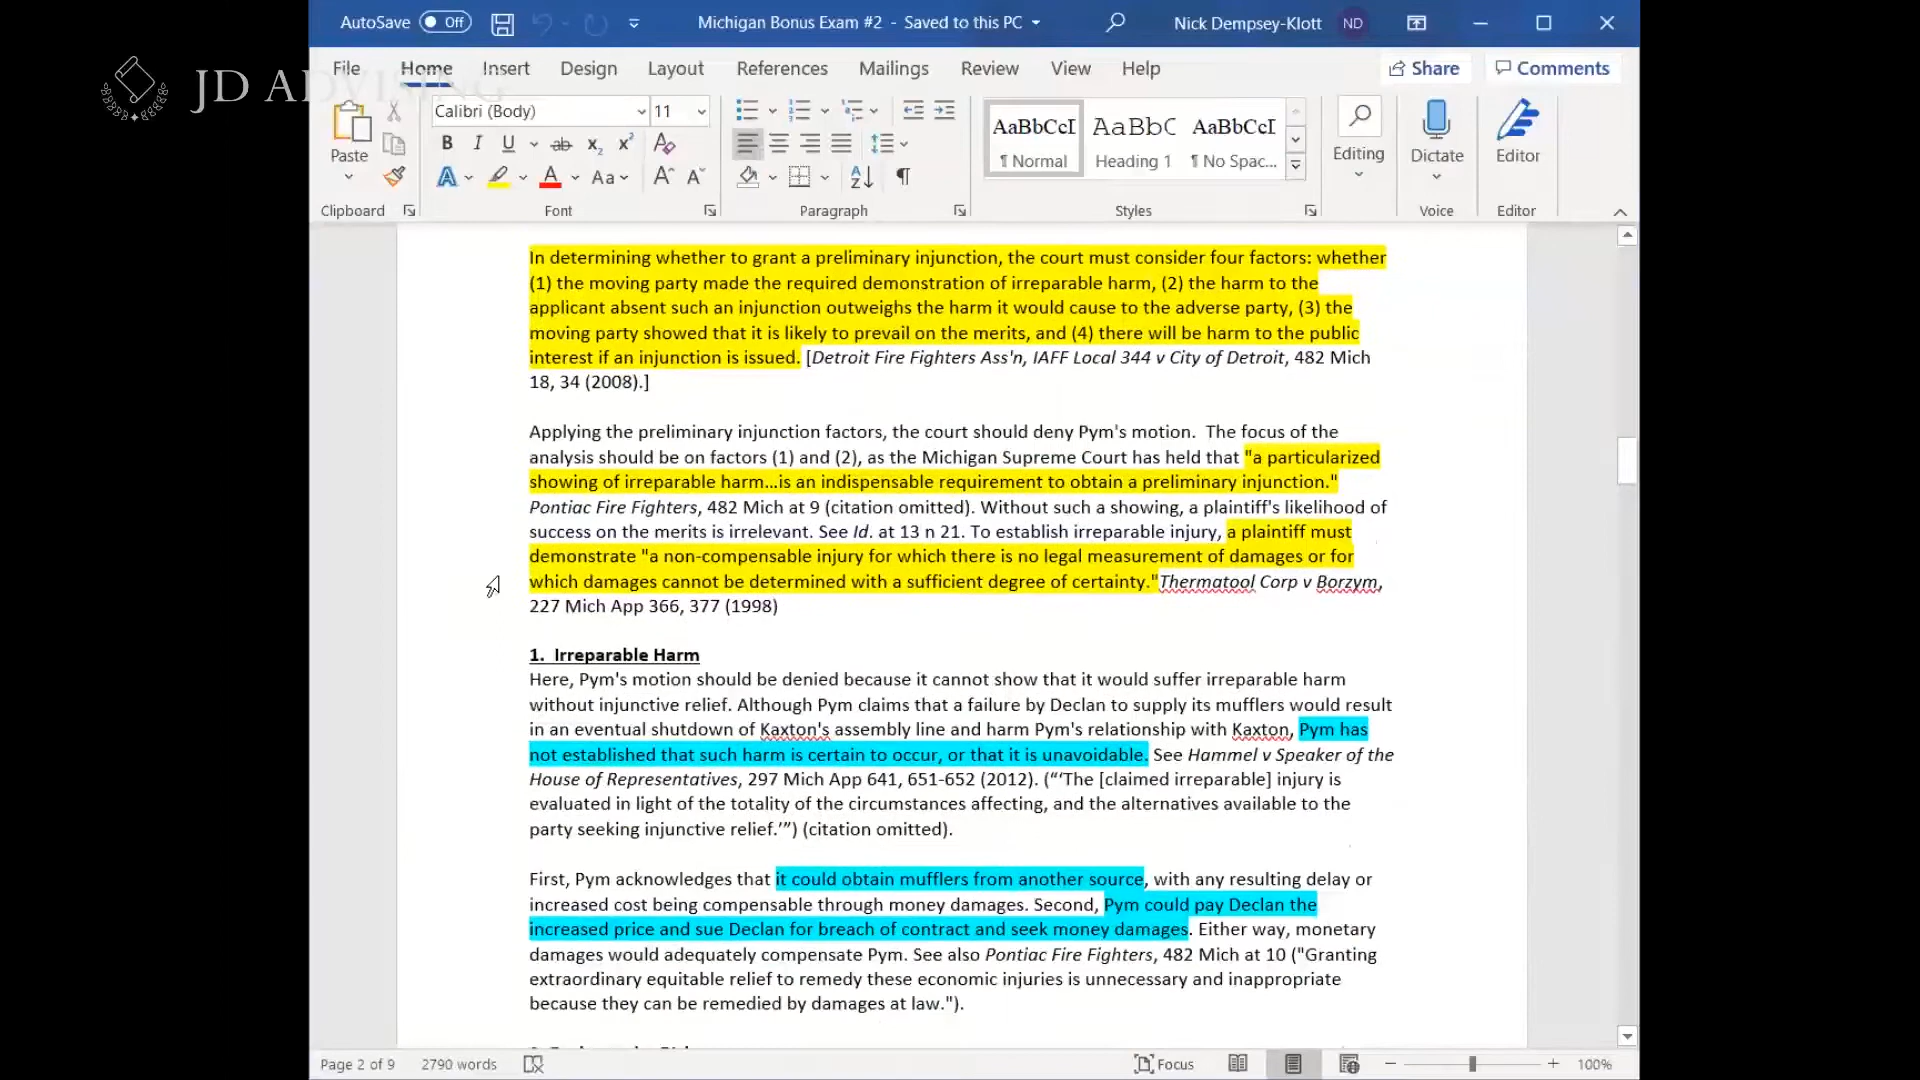 AutoSave Off Michigan Bonus Exam #2 - Saved to this PC Nick Dempsey-Klott ND
File Home Insert Design Layout References Mailings Review View Help Share Comments
JD ADVISING
Calibri (Body) 11
Paste
B I U ab x₂ x²
A A Aa A A
AaBbCcI AaBbC AaBbCcI
¶ Normal Heading 1 ¶ No Spac...
Editing Dictate Editor
Clipboard Font Paragraph Styles Voice Editor
In determining whether to grant a preliminary injunction, the court must consider four factors: whether
(1) the moving party made the required demonstration of irreparable harm, (2) the harm to the
applicant absent such an injunction outweighs the harm it would cause to the adverse party, (3) the
moving party showed that it is likely to prevail on the merits, and (4) there will be harm to the public
interest if an injunction is issued. [Detroit Fire Fighters Ass'n, IAFF Local 344 v City of Detroit, 482 Mich
18, 34 (2008).]
Applying the preliminary injunction factors, the court should deny Pym's motion. The focus of the
analysis should be on factors (1) and (2), as the Michigan Supreme Court has held that "a particularized
showing of irreparable harm…is an indispensable requirement to obtain a preliminary injunction."
Pontiac Fire Fighters, 482 Mich at 9 (citation omitted). Without such a showing, a plaintiff's likelihood of
success on the merits is irrelevant. See Id. at 13 n 21. To establish irreparable injury, a plaintiff must
demonstrate "a non-compensable injury for which there is no legal measurement of damages or for
which damages cannot be determined with a sufficient degree of certainty." Thermatool Corp v Borzym,
227 Mich App 366, 377 (1998)
1. Irreparable Harm
Here, Pym's motion should be denied because it cannot show that it would suffer irreparable harm
without injunctive relief. Although Pym claims that a failure by Declan to supply its mufflers would result
in an eventual shutdown of Kaxton's assembly line and harm Pym's relationship with Kaxton, Pym has
not established that such harm is certain to occur, or that it is unavoidable. See Hammel v Speaker of the
House of Representatives, 297 Mich App 641, 651-652 (2012). (“‘The [claimed irreparable] injury is
evaluated in light of the totality of the circumstances affecting, and the alternatives available to the
party seeking injunctive relief.’”) (citation omitted).
First, Pym acknowledges that it could obtain mufflers from another source, with any resulting delay or
increased cost being compensable through money damages. Second, Pym could pay Declan the
increased price and sue Declan for breach of contract and seek money damages. Either way, monetary
damages would adequately compensate Pym. See also Pontiac Fire Fighters, 482 Mich at 10 ("Granting
extraordinary equitable relief to remedy these economic injuries is unnecessary and inappropriate
because they can be remedied by damages at law.").
Page 2 of 9 2790 words Focus 100%